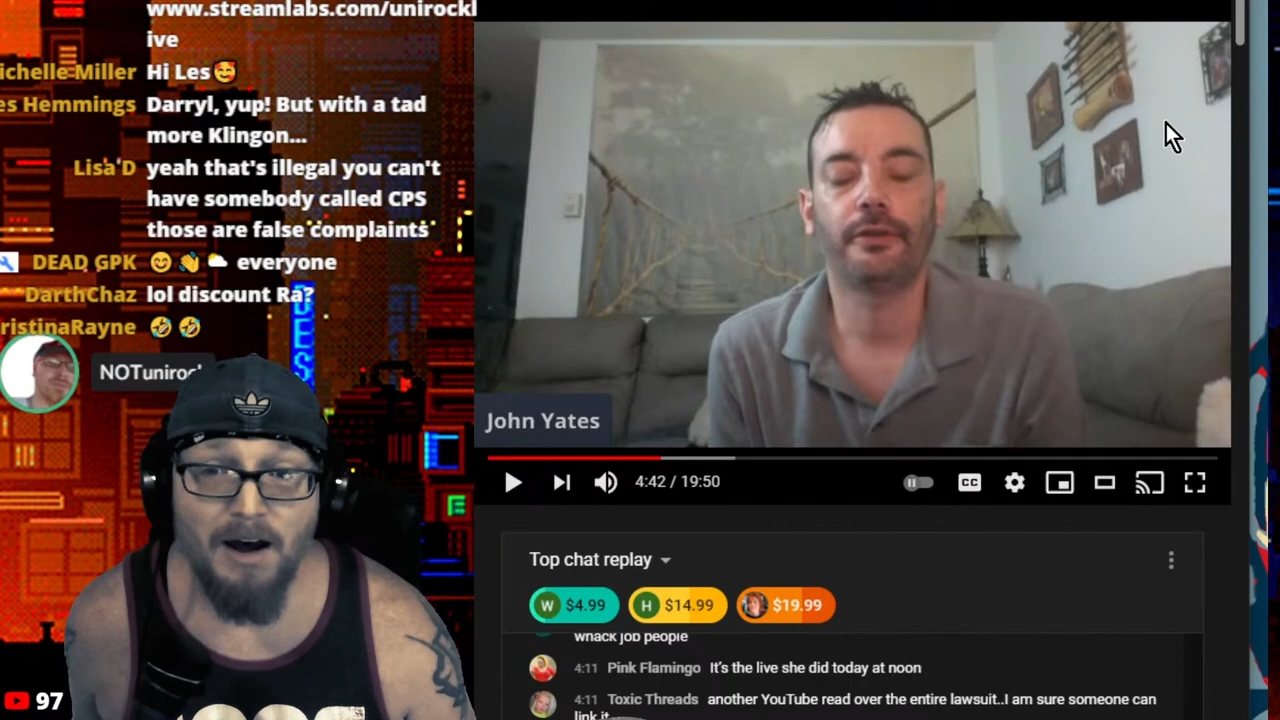 www.streamlabs.com/unirockl
ive
ichelle Miller Hi Les🥰
es Hemmings Darryl, yup! But with a tad
more Klingon...
Lisa D yeah that's illegal you can't
have somebody called CPS
those are false complaints
DEAD GPK 😊 👋 🌥 everyone
DarthChaz lol discount Ra?
ristinaRayne 🤣 🤣
NOTuniroc
97
John Yates
4:42 / 19:50
CC
Top chat replay
W $4.99
H $14.99
$19.99
whack job people
4:11 Pink Flamingo It's the live she did today at noon
4:11 Toxic Threads another YouTube read over the entire lawsuit..I am sure someone can
link it